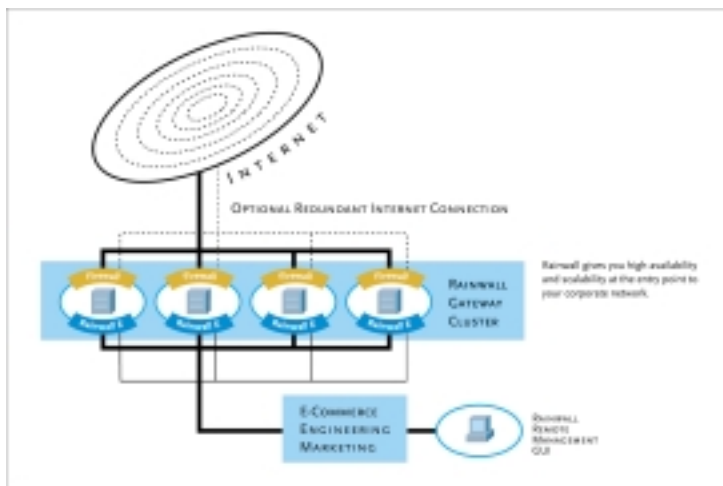 INTERNET
OPTIONAL REDUNDANT INTERNET CONNECTION
Firewall Firewall Firewall Firewall
Rainwall E Rainwall E Rainwall E Rainwall E
RAINWALL
GATEWAY
CLUSTER
Rainwall gives you high availability
and scalability at the entry point to
your corporate network.
E-COMMERCE
ENGINEERING
MARKETING
RAINWALL
REMOTE
MANAGEMENT
GUI